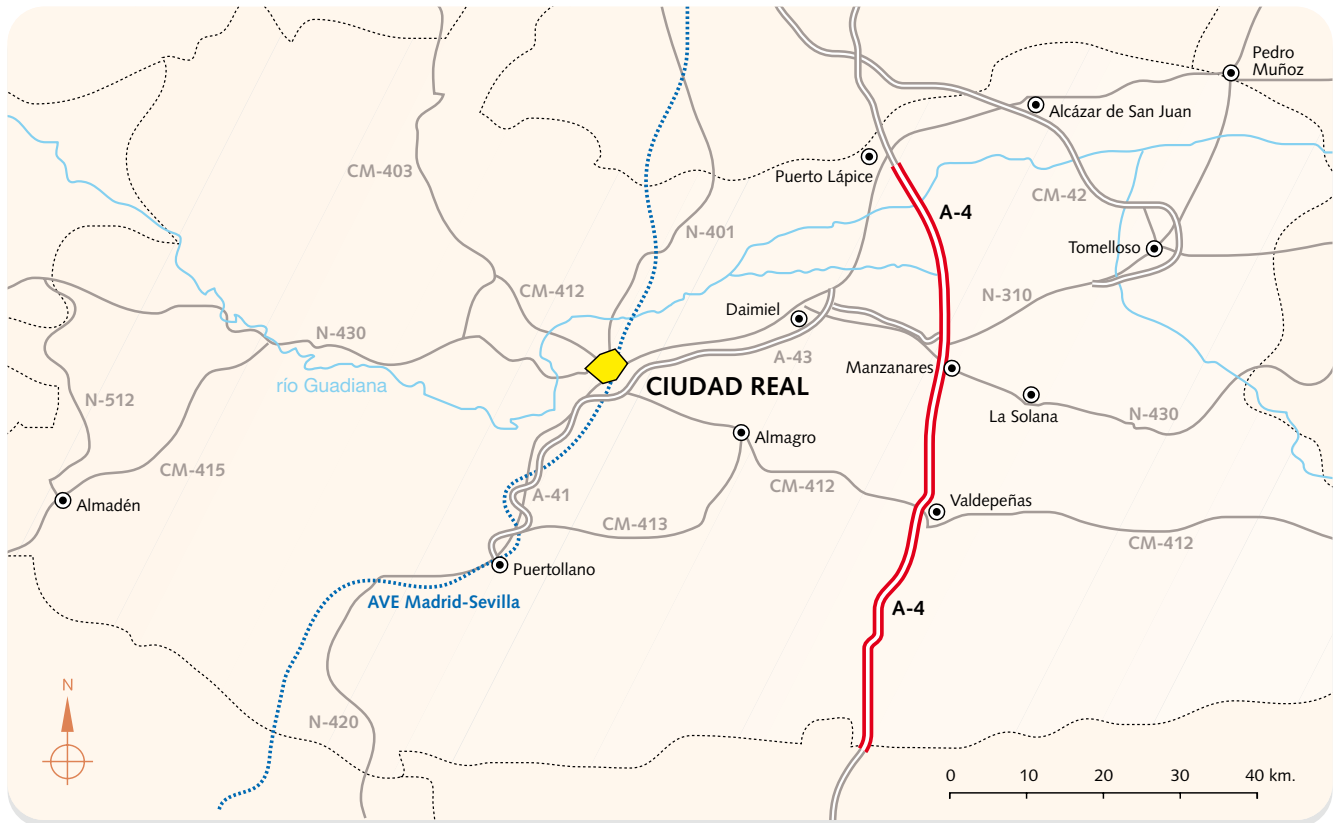 Pedro
Muñoz
Alcázar de San Juan
CM-403
Puerto Lápice
CM-42
A-4
N-401
Tomelloso
CM-412
N-310
Daimiel
N-430
A-43
Manzanares
río Guadiana
CIUDAD REAL
N-512
La Solana
N-430
Almagro
CM-415
CM-412
A-41
Almadén
Valdepeñas
CM-413
CM-412
Puertollano
AVE Madrid-Sevilla
A-4
N
N-420
0 10 20 30 40 km.